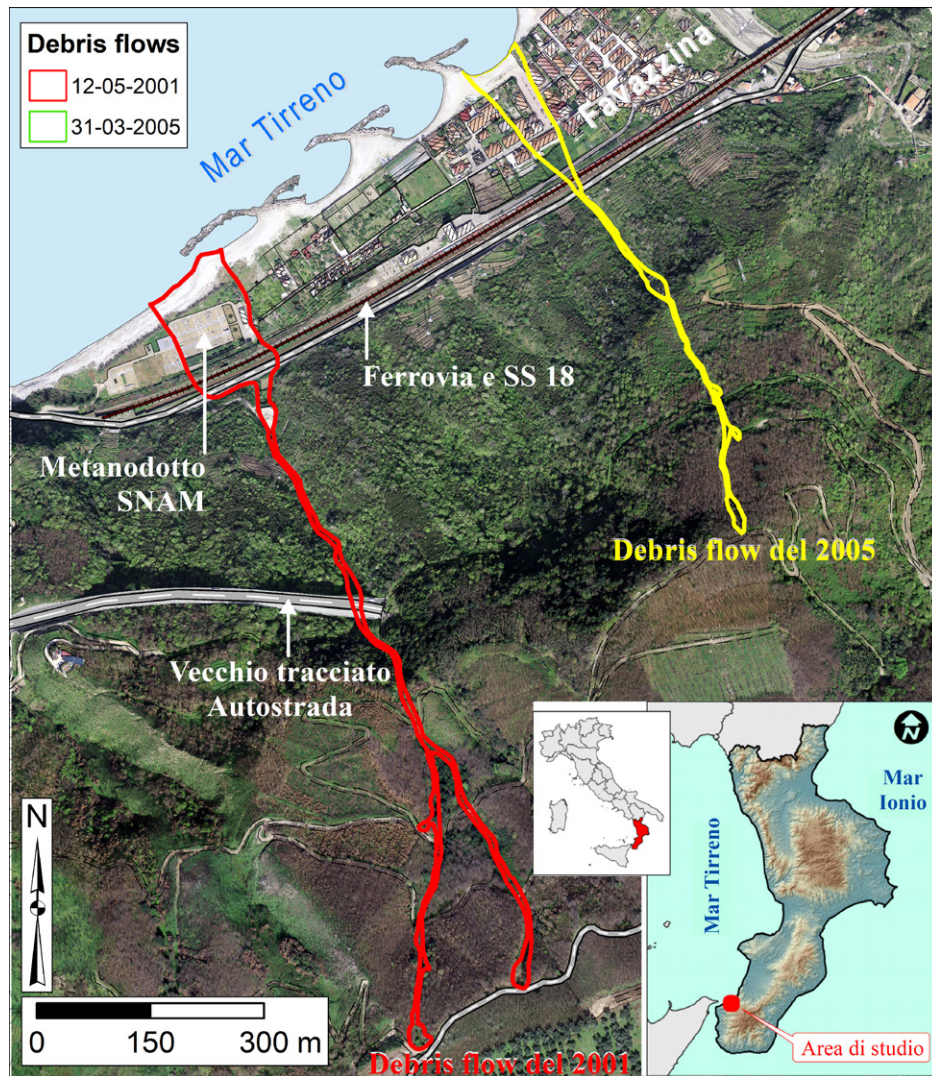 Debris flows
12-05-2001
31-03-2005
Mar Tirreno
Favazzina
Ferrovia e SS 18
Metanodotto
SNAM
Debris flow del 2005
Vecchio tracciato
Autostrada
N
Mar
Ionio
Mar Tirreno
N
0 150 300 m
Debris flow del 2001
Area di studio